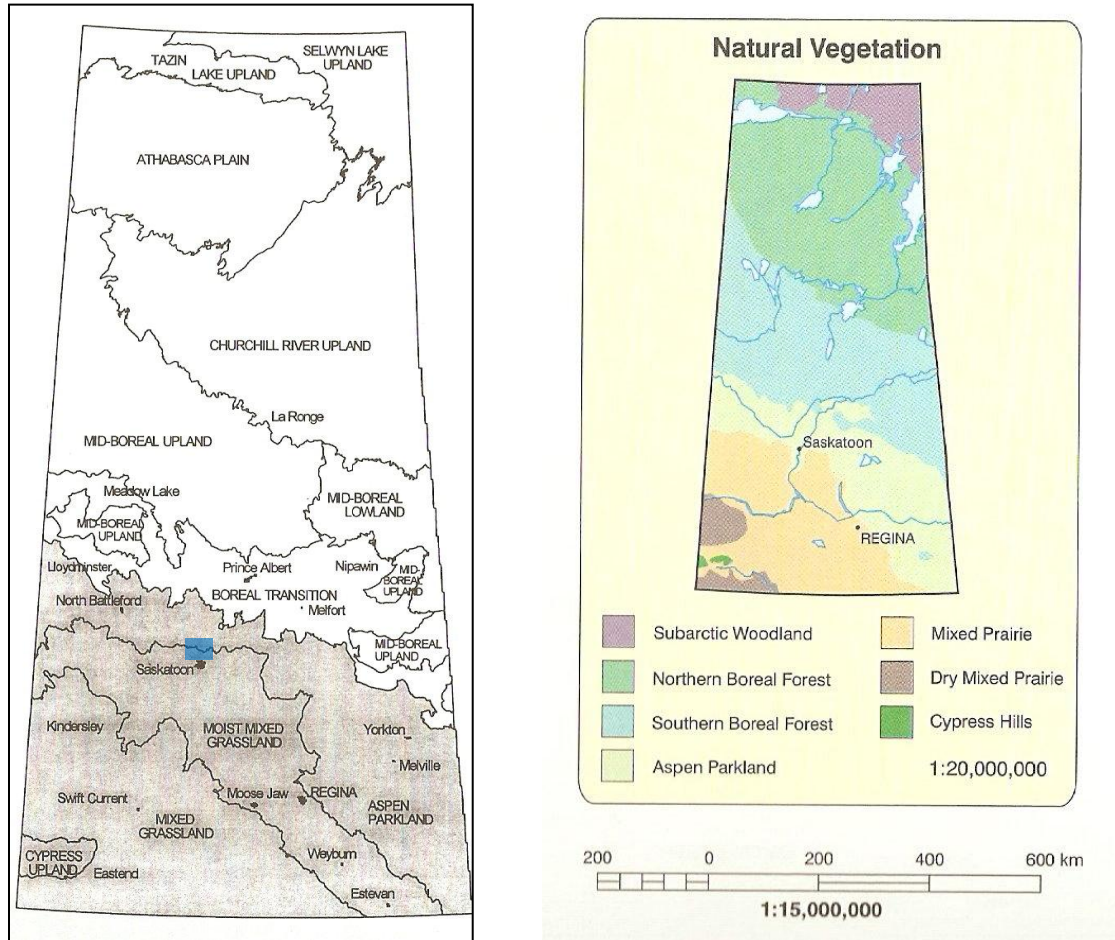 TAZIN
LAKE UPLAND
SELWYN LAKE
UPLAND
ATHABASCA PLAIN
CHURCHILL RIVER UPLAND
La Ronge
MID-BOREAL UPLAND
Meadow Lake
MID-BOREAL
LOWLAND
MID-BOREAL
UPLAND
Lloydminster
Prince Albert
Nipawin
MID-
BOREAL
UPLAND
North Battleford
BOREAL TRANSITION
Melfort
MID-BOREAL
UPLAND
Saskatoon
Kindersley
MOIST MIXED
GRASSLAND
Yorkton
Melville
Swift Current
Moose Jaw
REGINA
MIXED
GRASSLAND
ASPEN
PARKLAND
CYPRESS
UPLAND
Eastend
Weyburn
Estevan
Natural Vegetation
Saskatoon
REGINA
Subarctic Woodland
Northern Boreal Forest
Southern Boreal Forest
Aspen Parkland
Mixed Prairie
Dry Mixed Prairie
Cypress Hills
1:20,000,000
200 0 200 400 600 km
1:15,000,000